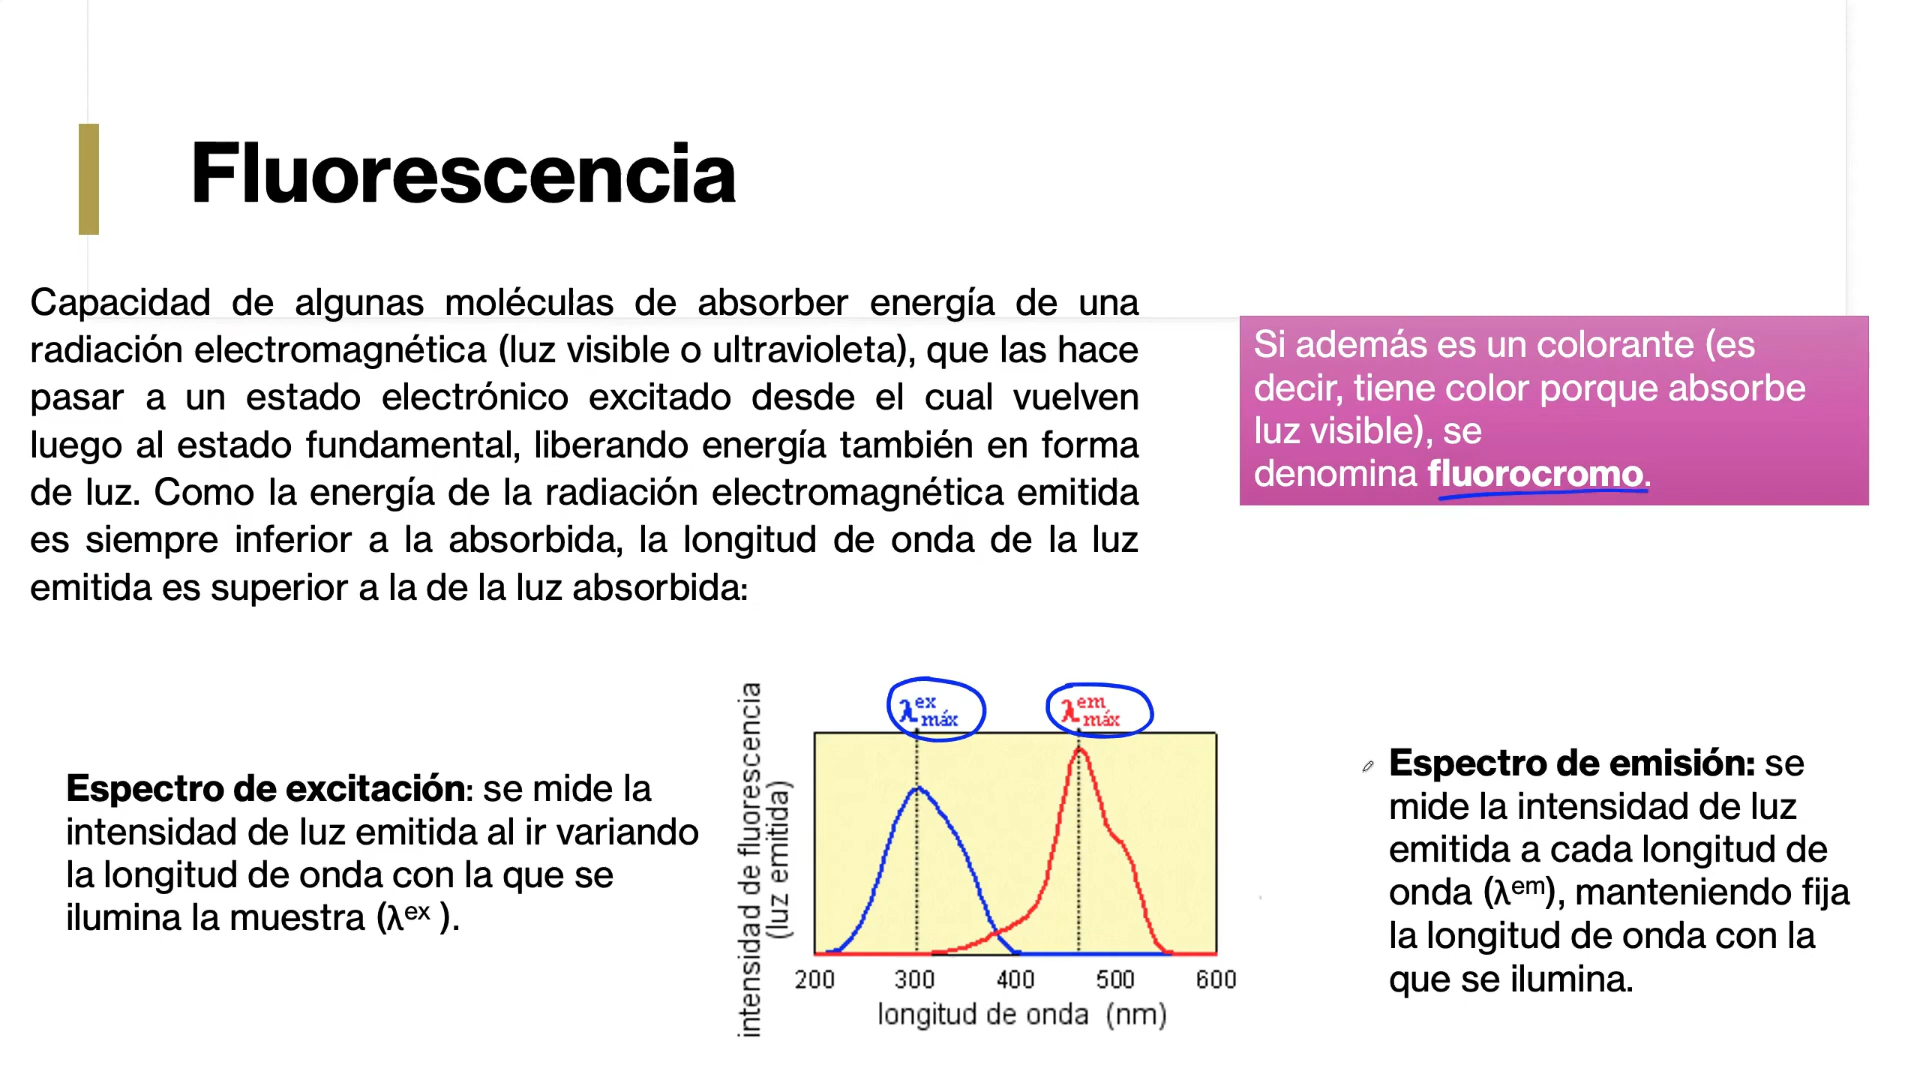 Fluorescencia
Capacidad de algunas moléculas de absorber energía de una
radiación electromagnética (luz visible o ultravioleta), que las hace
pasar a un estado electrónico excitado desde el cual vuelven
luego al estado fundamental, liberando energía también en forma
de luz. Como la energía de la radiación electromagnética emitida
es siempre inferior a la absorbida, la longitud de onda de la luz
emitida es superior a la de la luz absorbida:
Si además es un colorante (es
decir, tiene color porque absorbe
luz visible), se
denomina fluorocromo.
Espectro de excitación: se mide la
intensidad de luz emitida al ir variando
la longitud de onda con la que se
ilumina la muestra (λᵉˣ ).
intensidad de fluorescencia
(luz emitida)
λ ex máx
λ em máx
200 300 400 500 600
longitud de onda (nm)
Espectro de emisión: se
mide la intensidad de luz
emitida a cada longitud de
onda (λᵉᵐ), manteniendo fija
la longitud de onda con la
que se ilumina.